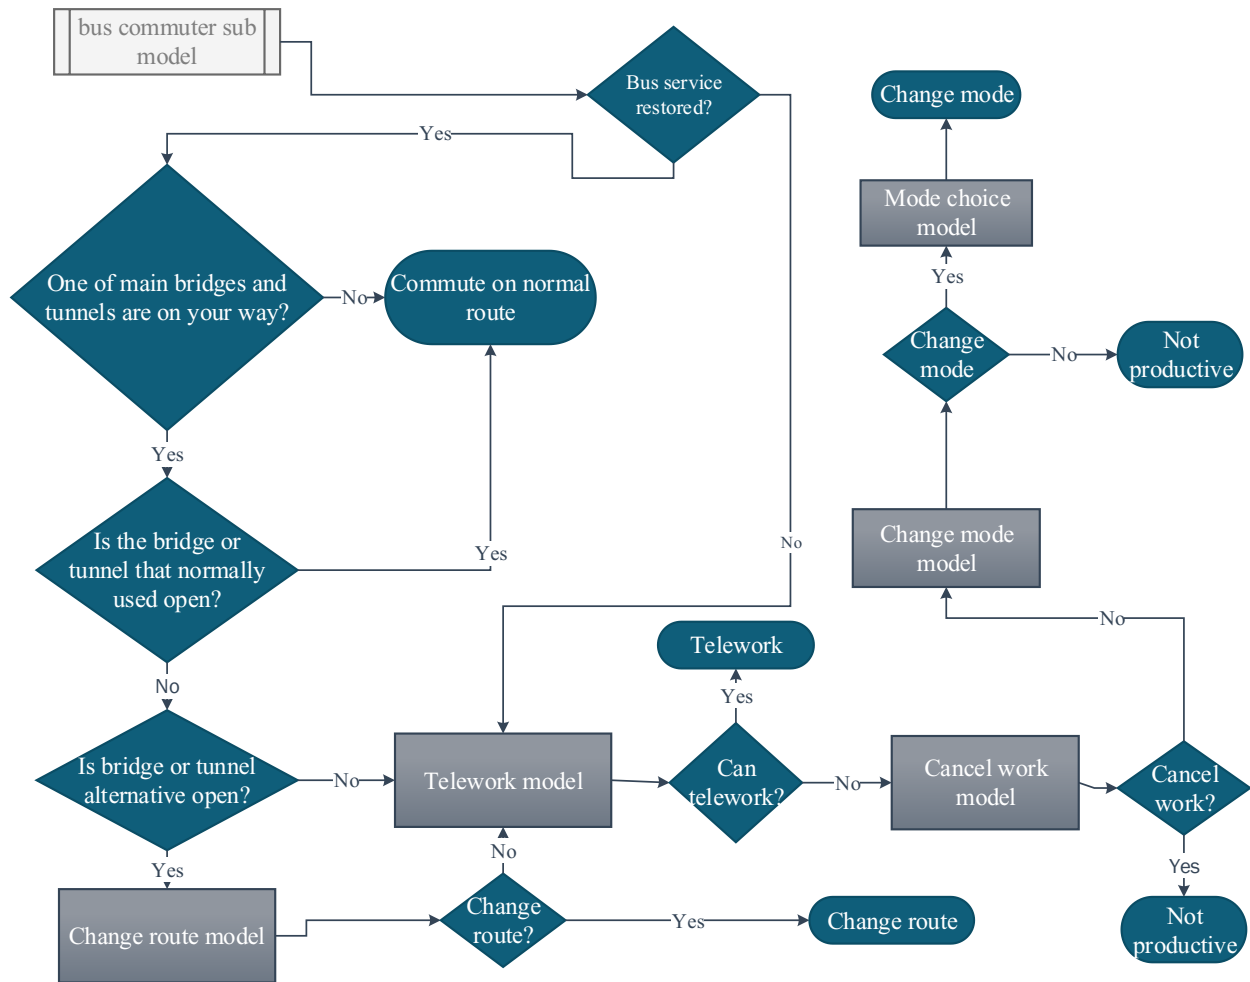 bus commuter sub
model
Bus service
restored?
Change mode
Yes
Mode choice
model
One of main bridges and
tunnels are on your way?
No
Commute on normal
route
Yes
Change
mode
No
Not
productive
Yes
Is the bridge or
tunnel that normally
used open?
Yes
No
Change mode
model
No
Telework
No
Yes
Is bridge or tunnel
alternative open?
No
Telework model
Can
telework?
No
Cancel work
model
Cancel
work?
Yes
No
Yes
Change route model
Change
route?
Yes
Change route
Not
productive